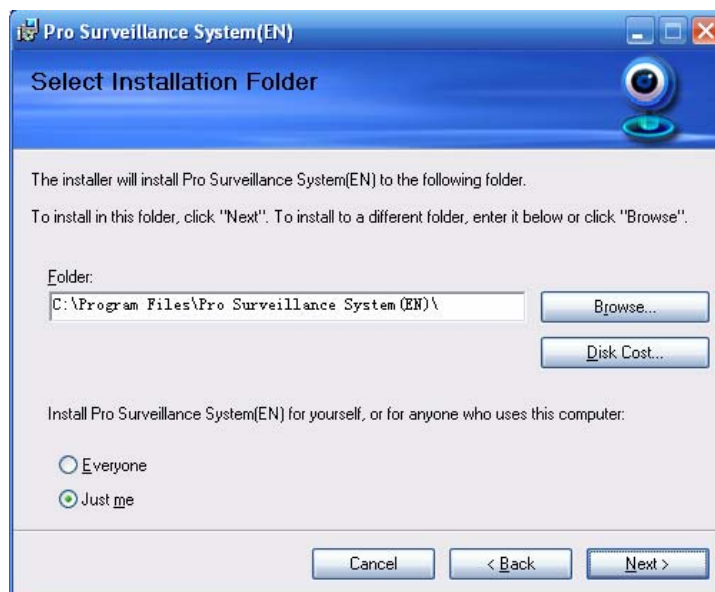 Pro Surveillance System(EN)
Select Installation Folder
The installer will install Pro Surveillance System(EN) to the following folder.
To install in this folder, click "Next". To install to a different folder, enter it below or click "Browse".
Folder:
C:\Program Files\Pro Surveillance System(EN)\
Browse...
Disk Cost...
Install Pro Surveillance System(EN) for yourself, or for anyone who uses this computer:
Everyone
Just me
Cancel
< Back
Next >